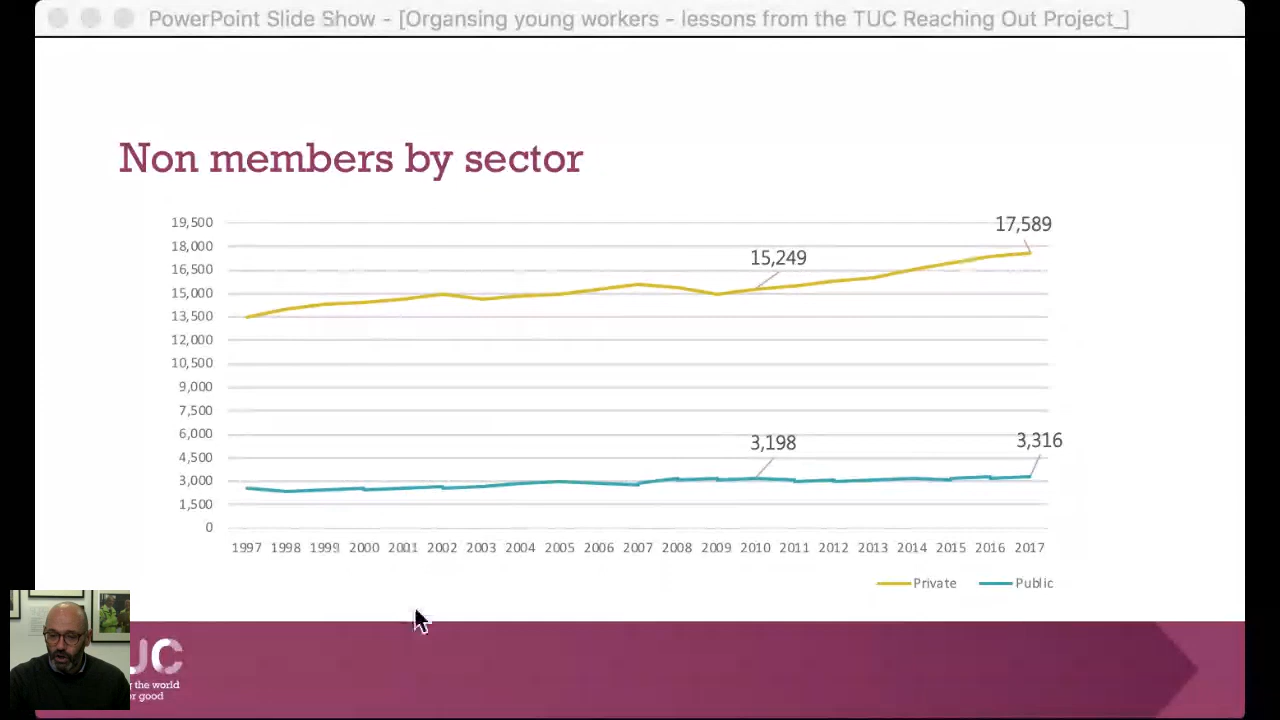 PowerPoint Slide Show - [Organsing young workers - lessons from the TUC Reaching Out Project_]
Non members by sector
19,500
18,000
16,500
15,000
13,500
12,000
10,500
9,000
7,500
6,000
4,500
3,000
1,500
0
15,249
17,589
3,198
3,316
1997 1998 1999 2000 2001 2002 2003 2004 2005 2006 2007 2008 2009 2010 2011 2012 2013 2014 2015 2016 2017
Private Public
UC
the world
or good